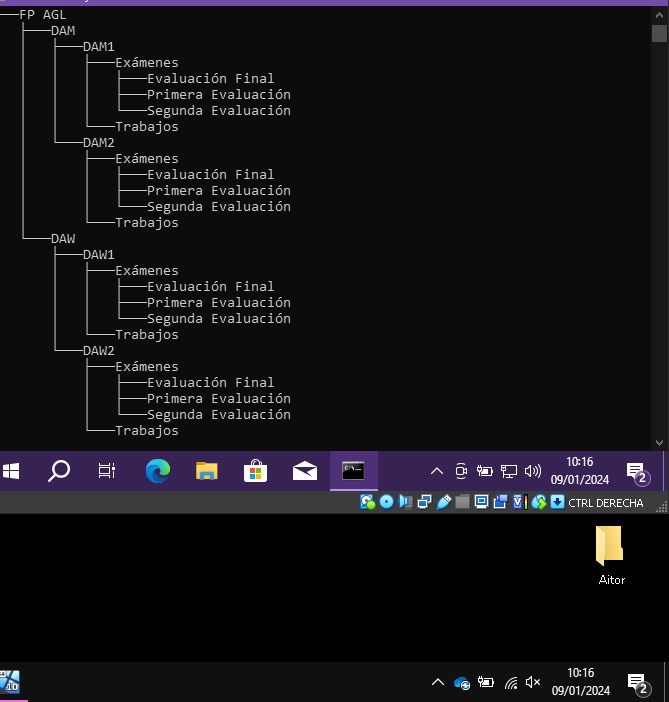 FP AGL
DAM
DAM1
Exámenes
Evaluación Final
Primera Evaluación
Segunda Evaluación
Trabajos
DAM2
Exámenes
Evaluación Final
Primera Evaluación
Segunda Evaluación
Trabajos
DAW
DAW1
Exámenes
Evaluación Final
Primera Evaluación
Segunda Evaluación
Trabajos
DAW2
Exámenes
Evaluación Final
Primera Evaluación
Segunda Evaluación
Trabajos
10:16
09/01/2024
2
CTRL DERECHA
Aitor
10
10:16
09/01/2024
2